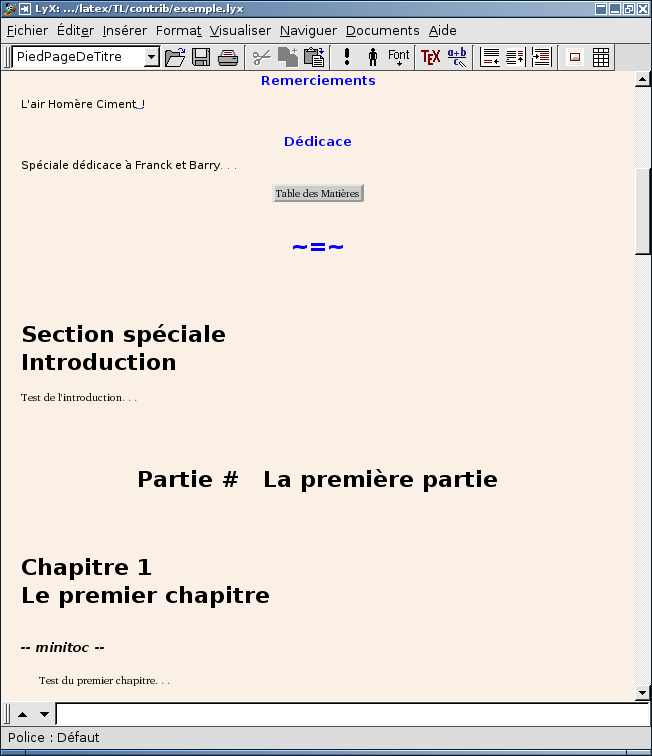 LyX: .../latex/TL/contrib/exemple.lyx
Fichier Éditer Insérer Format Visualiser Naviguer Documents Aide
PiedPageDeTitre Font TEX a+b c
Remerciements
L'air Homère Ciment_!
Dédicace
Spéciale dédicace à Franck et Barry. . .
Table des Matières
~=~
Section spéciale
Introduction
Test de l'introduction. . .
Partie # La première partie
Chapitre 1
Le premier chapitre
-- minitoc --
Test du premier chapitre. . .
Police : Défaut